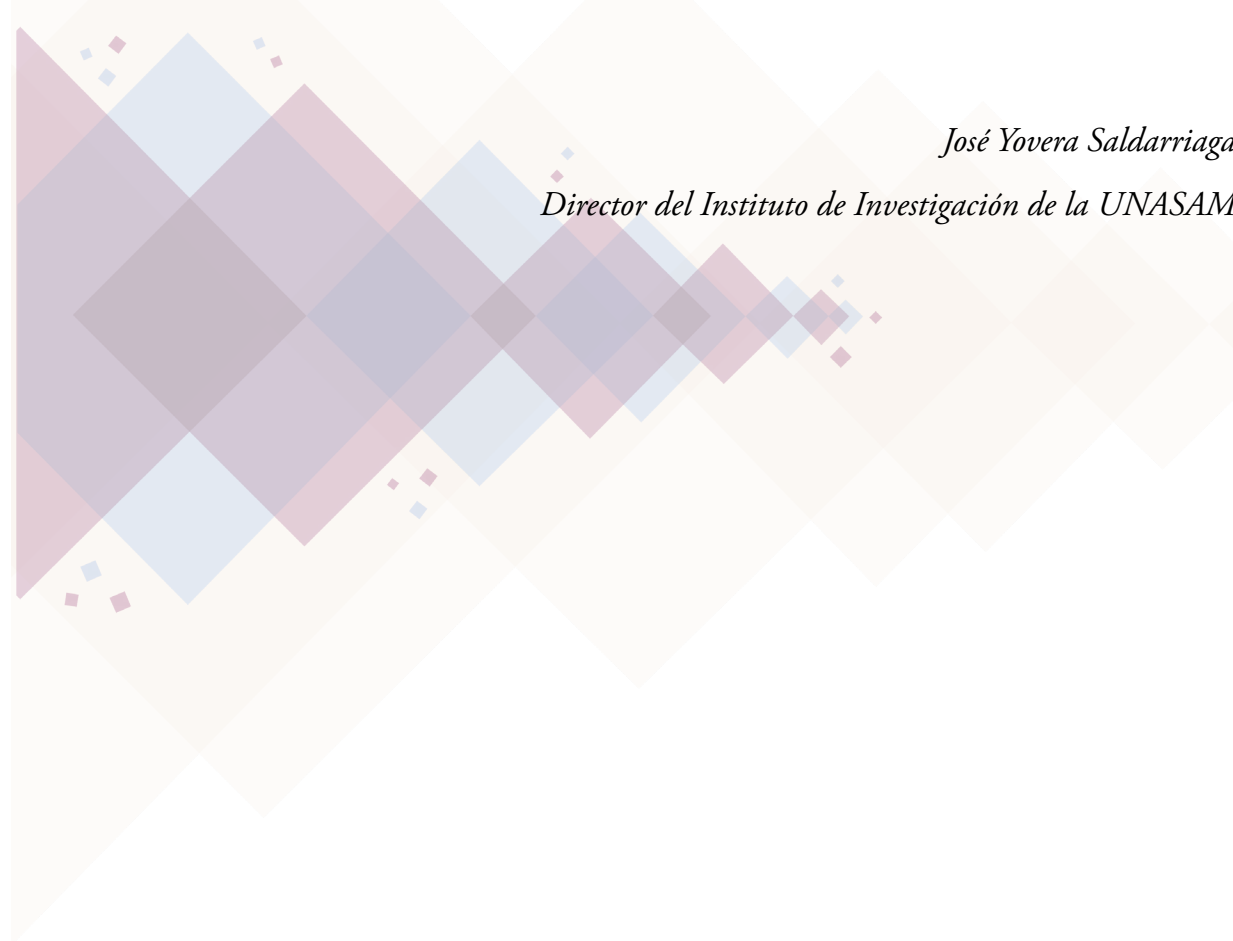 José Yovera Saldarriaga
Director del Instituto de Investigación de la UNASAM